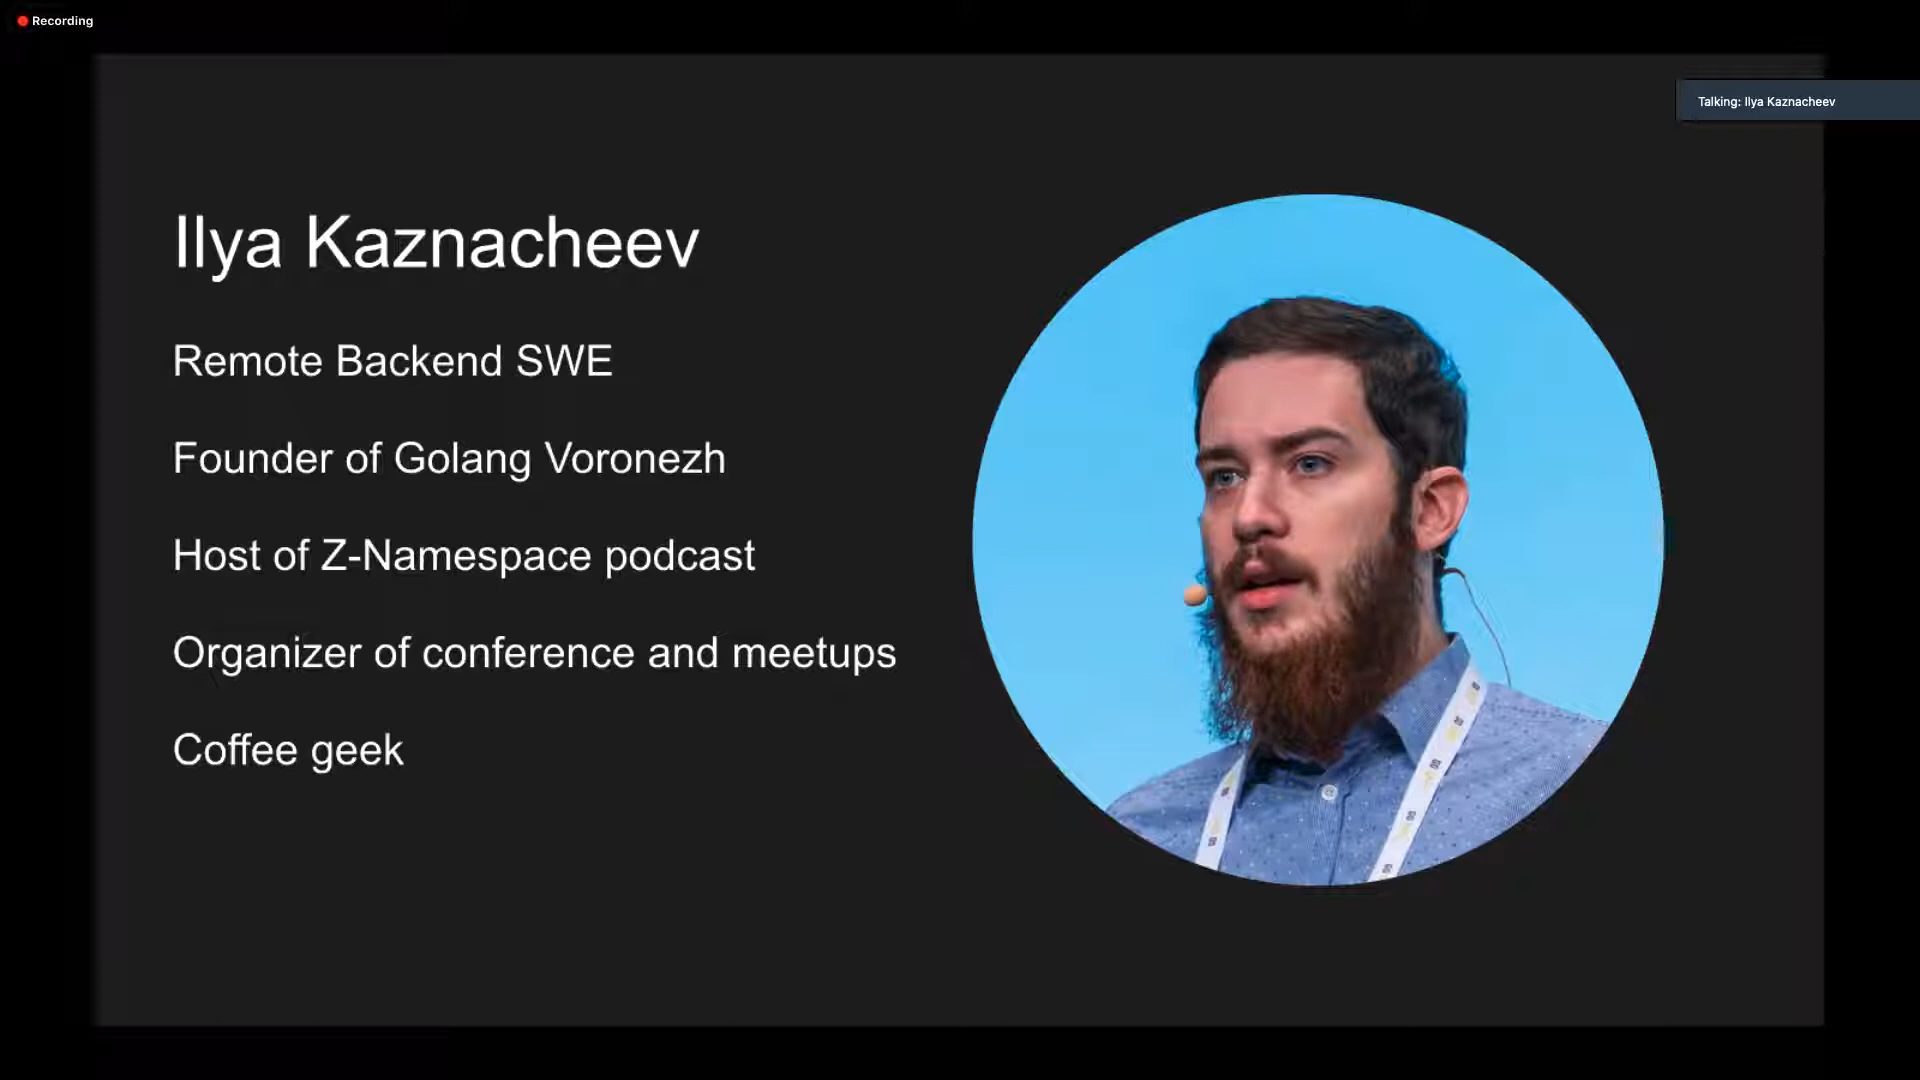 Recording
Talking: Ilya Kaznacheev
Ilya Kaznacheev
Remote Backend SWE
Founder of Golang Voronezh
Host of Z-Namespace podcast
Organizer of conference and meetups
Coffee geek